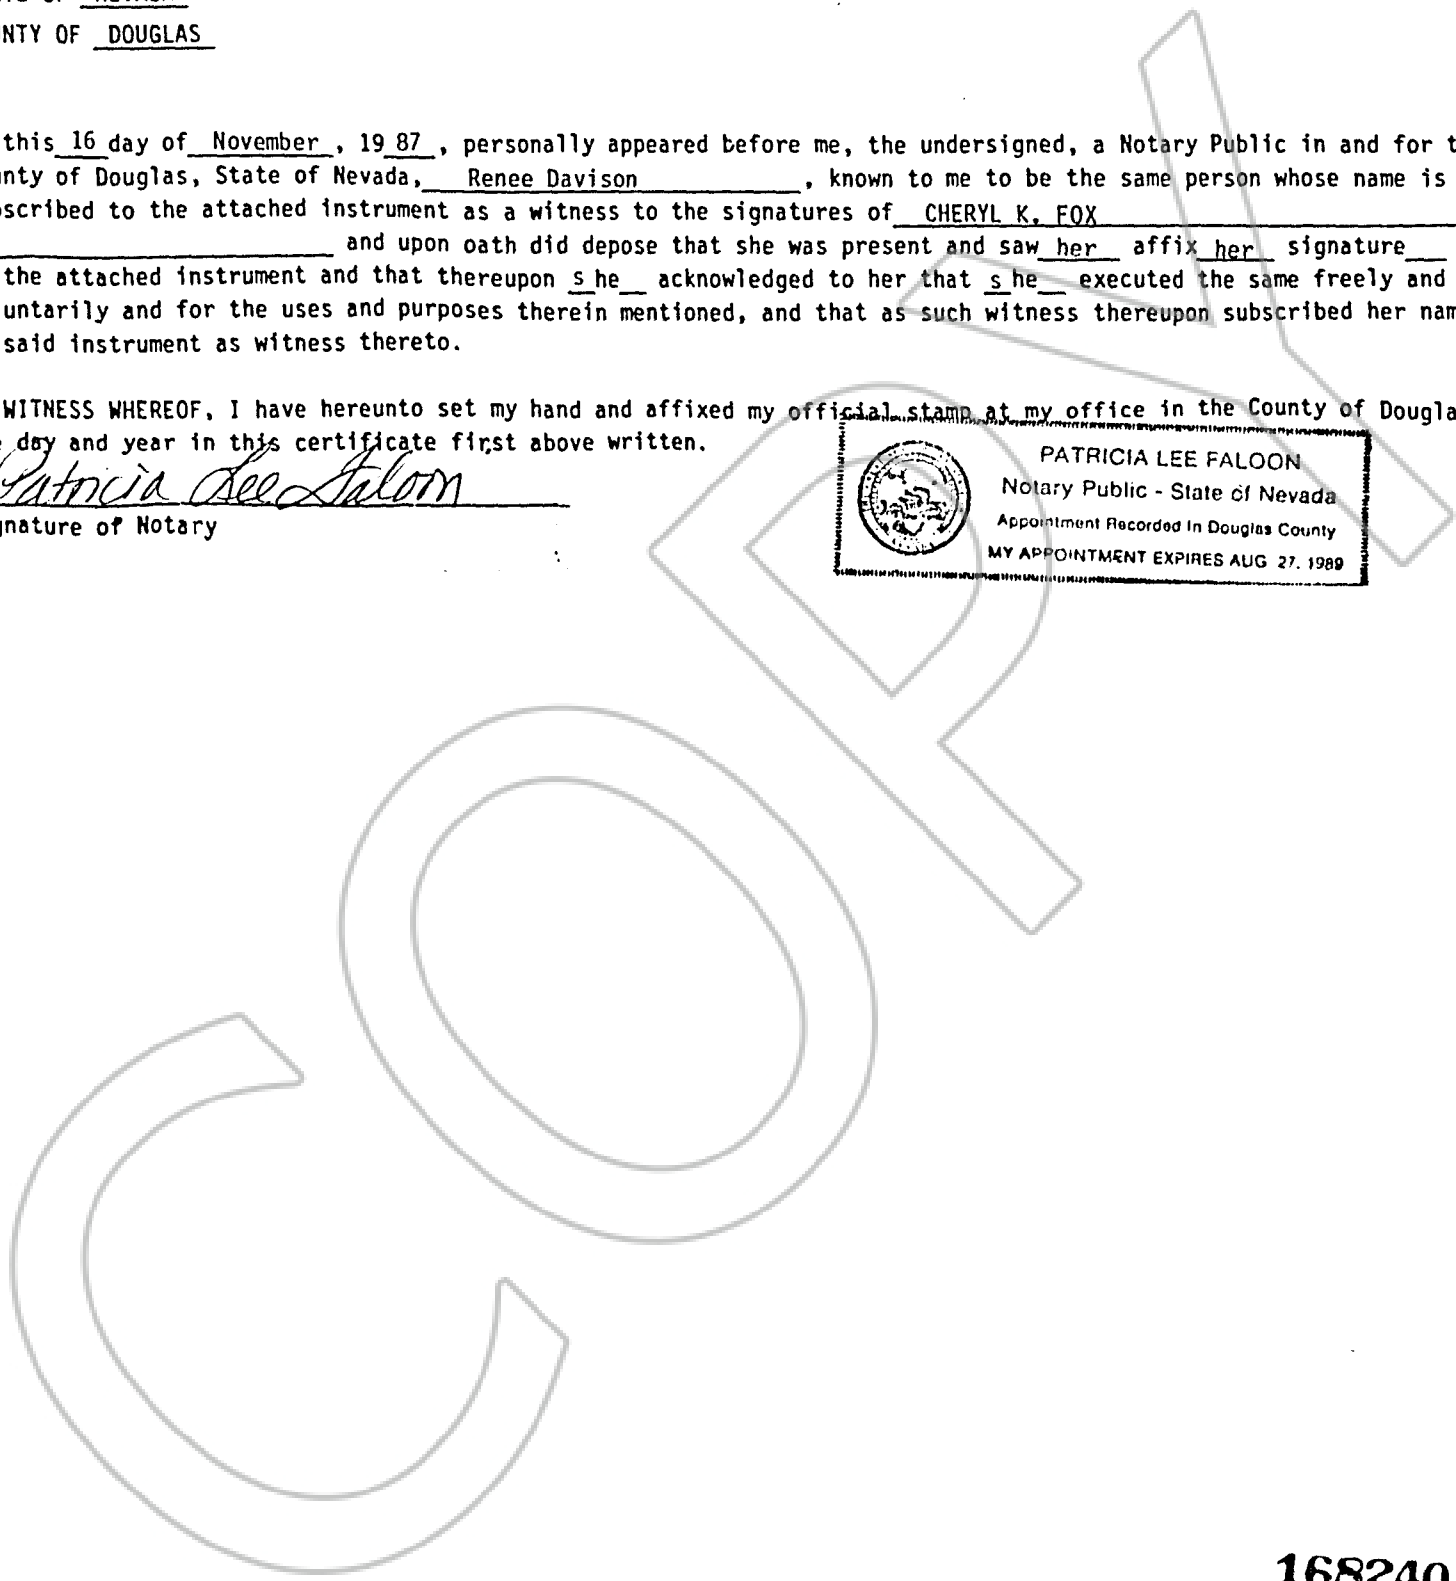 NTY OF DOUGLAS
this 16 day of November , 19 87 , personally appeared before me, the undersigned, a Notary Public in and for t
nty of Douglas, State of Nevada, Renee Davison , known to me to be the same person whose name is
scribed to the attached instrument as a witness to the signatures of CHERYL K. FOX
and upon oath did depose that she was present and saw her affix her signature
the attached instrument and that thereupon s he acknowledged to her that s he executed the same freely and
untarily and for the uses and purposes therein mentioned, and that as such witness thereupon subscribed her nam
said instrument as witness thereto.
WITNESS WHEREOF, I have hereunto set my hand and affixed my official stamp at my office in the County of Dougla
day and year in this certificate first above written.
Patricia Lee Faloon
gnature of Notary
PATRICIA LEE FALOON
Notary Public - State of Nevada
Appointment Recorded In Douglas County
MY APPOINTMENT EXPIRES AUG 27. 1989
COPY
168240